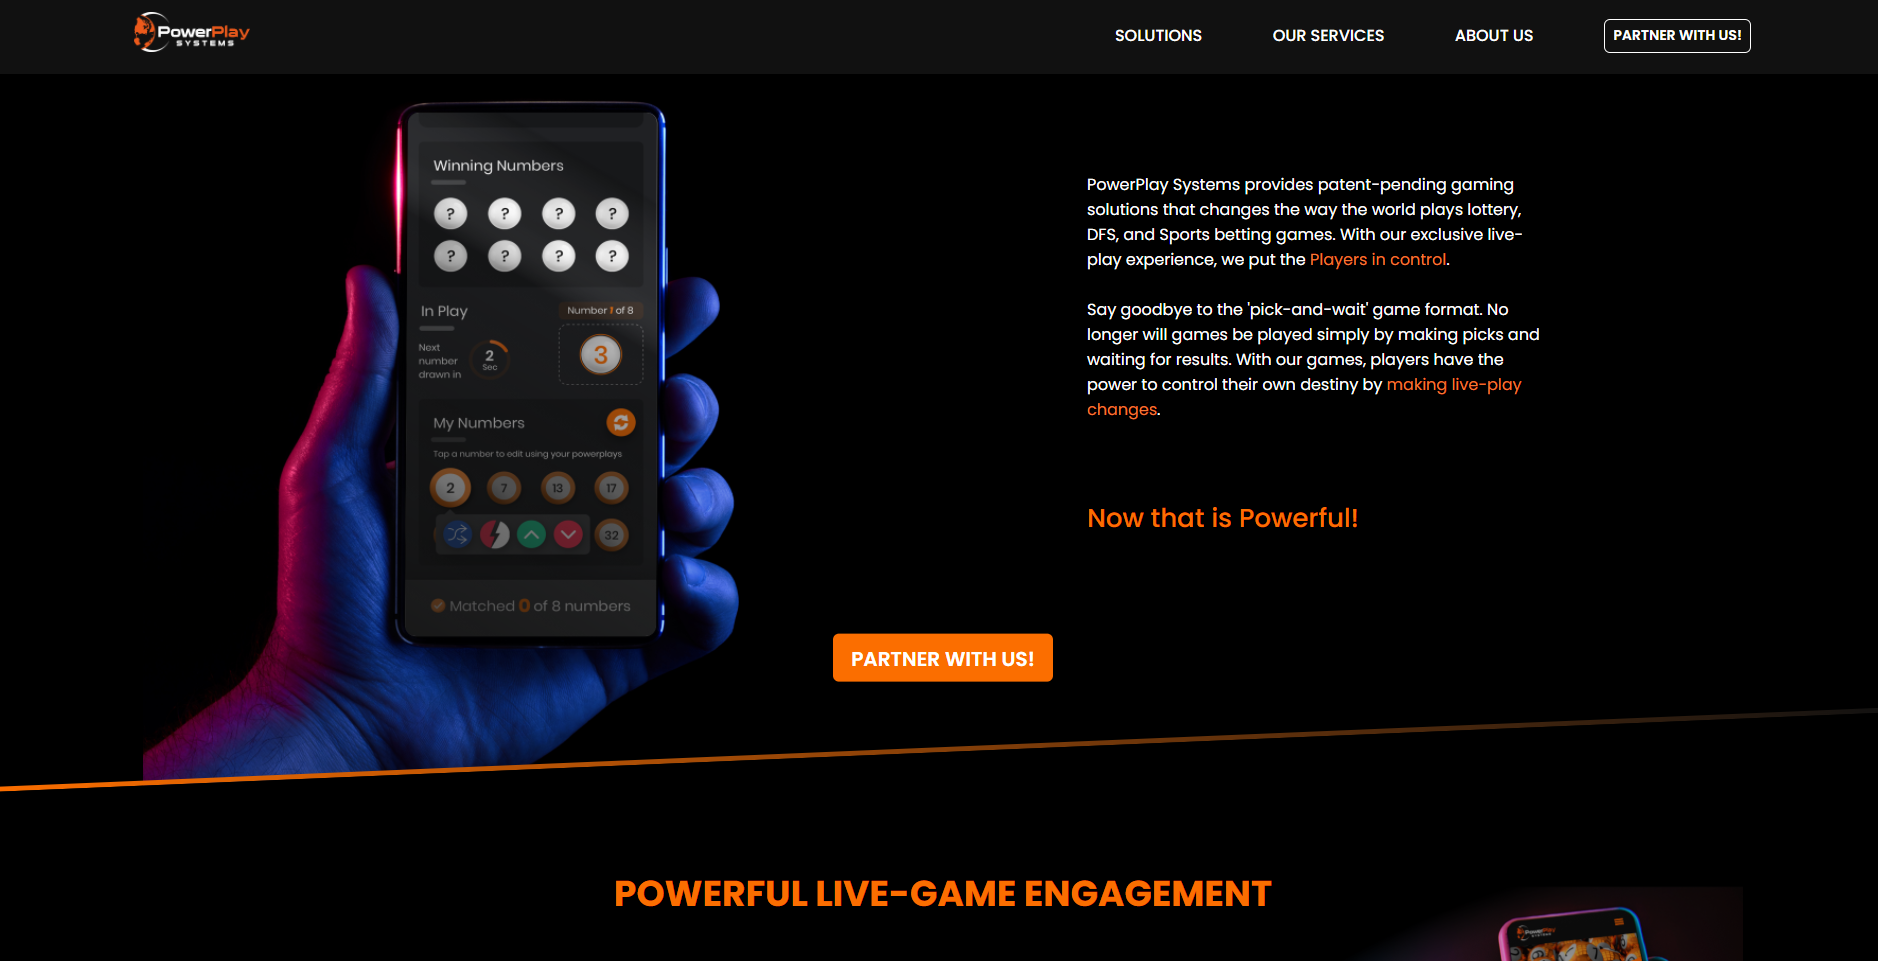 PowerPlay
SYSTEMS
SOLUTIONS
OUR SERVICES
ABOUT US
PARTNER WITH US!
Winning Numbers
? ? ? ?
? ? ? ?
In Play
Number 1 of 8
Next
number
drawn in
2
Sec
3
My Numbers
Tap a number to edit using your powerplays
2 7 13 17
32
Matched 0 of 8 numbers
PowerPlay Systems provides patent-pending gaming
solutions that changes the way the world plays lottery,
DFS, and Sports betting games. With our exclusive live-
play experience, we put the Players in control.
Say goodbye to the 'pick-and-wait' game format. No
longer will games be played simply by making picks and
waiting for results. With our games, players have the
power to control their own destiny by making live-play
changes.
Now that is Powerful!
PARTNER WITH US!
POWERFUL LIVE-GAME ENGAGEMENT
PowerPlay
SYSTEMS